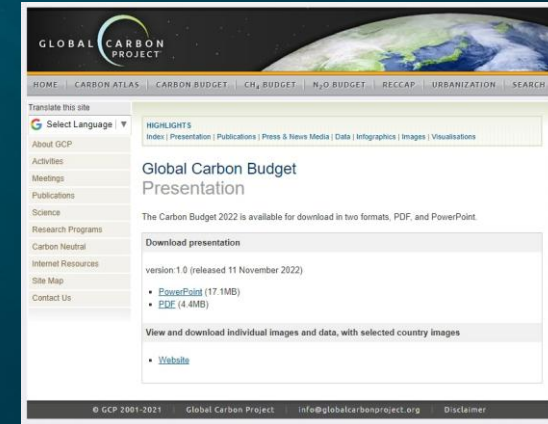 GLOBAL CARBON
PROJECT
HOME | CARBON ATLAS | CARBON BUDGET | CH₄ BUDGET | N₂O BUDGET | RECCAP | URBANIZATION | SEARCH
Translate this site
G Select Language | ▼
About GCP
Activities
Meetings
Publications
Science
Research Programs
Carbon Neutral
Internet Resources
Site Map
Contact Us
HIGHLIGHTS
Index | Presentation | Publications | Press & News Media | Data | Infographics | Images | Visualisations
Global Carbon Budget
Presentation
The Carbon Budget 2022 is available for download in two formats, PDF, and PowerPoint.
Download presentation
version:1.0 (released 11 November 2022)
PowerPoint (17.1MB)
PDF (4.4MB)
View and download individual images and data, with selected country images
Website
© GCP 2001-2021 | Global Carbon Project | info@globalcarbonproject.org | Disclaimer